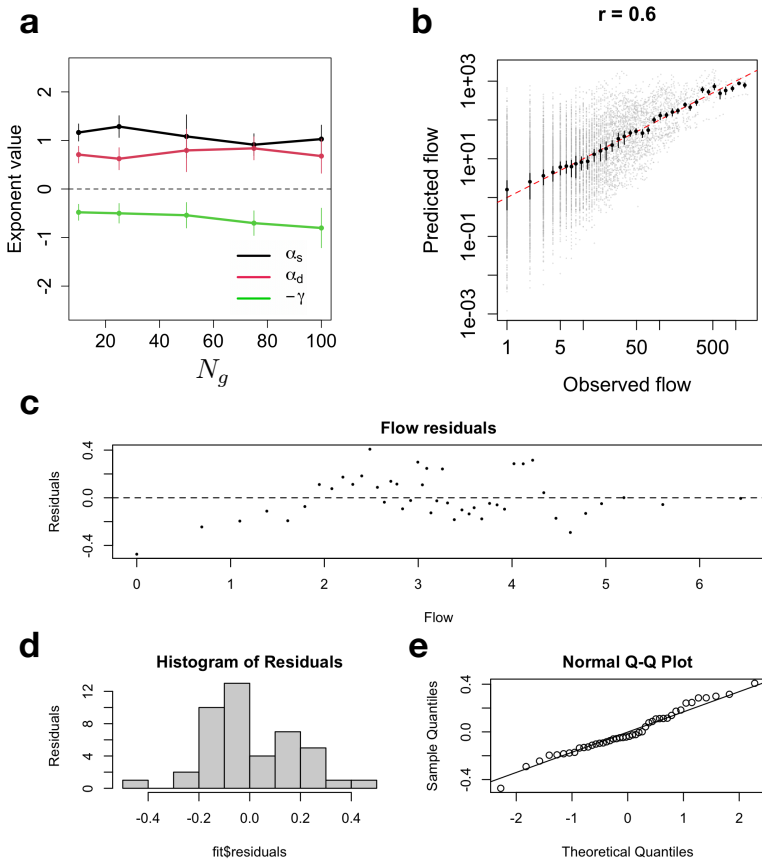 a
2
1
0
-1
-2
Exponent value
αs
αd
−γ
20 40 60 80 100
Ng
b
r = 0.6
1e+03
1e+01
1e-01
1e-03
Predicted flow
1 5 50 500
Observed flow
c
Flow residuals
0.4
0.0
-0.4
Residuals
0 1 2 3 4 5 6
Flow
d
Histogram of Residuals
12
8
4
0
Residuals
-0.4 -0.2 0.0 0.2 0.4
fit$residuals
e
Normal Q-Q Plot
0.4
0.0
-0.4
Sample Quantiles
-2 -1 0 1 2
Theoretical Quantiles